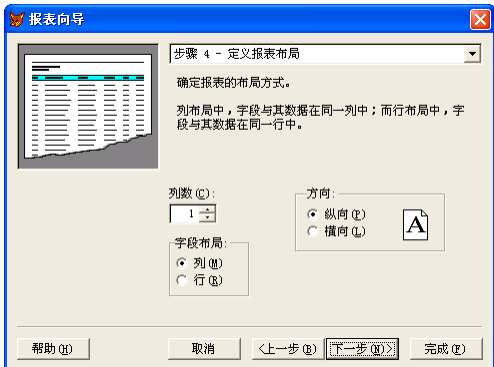 报表向导
步骤 4 - 定义报表布局
确定报表的布局方式。
列布局中，字段与其数据在同一列中；而行布局中，字
段与其数据在同一行中。
列数(C):
1
方向:
纵向(P)
横向(L)
A
字段布局:
列(M)
行(R)
帮助(H)
取消
<上一步(B)
下一步(N)>
完成(F)